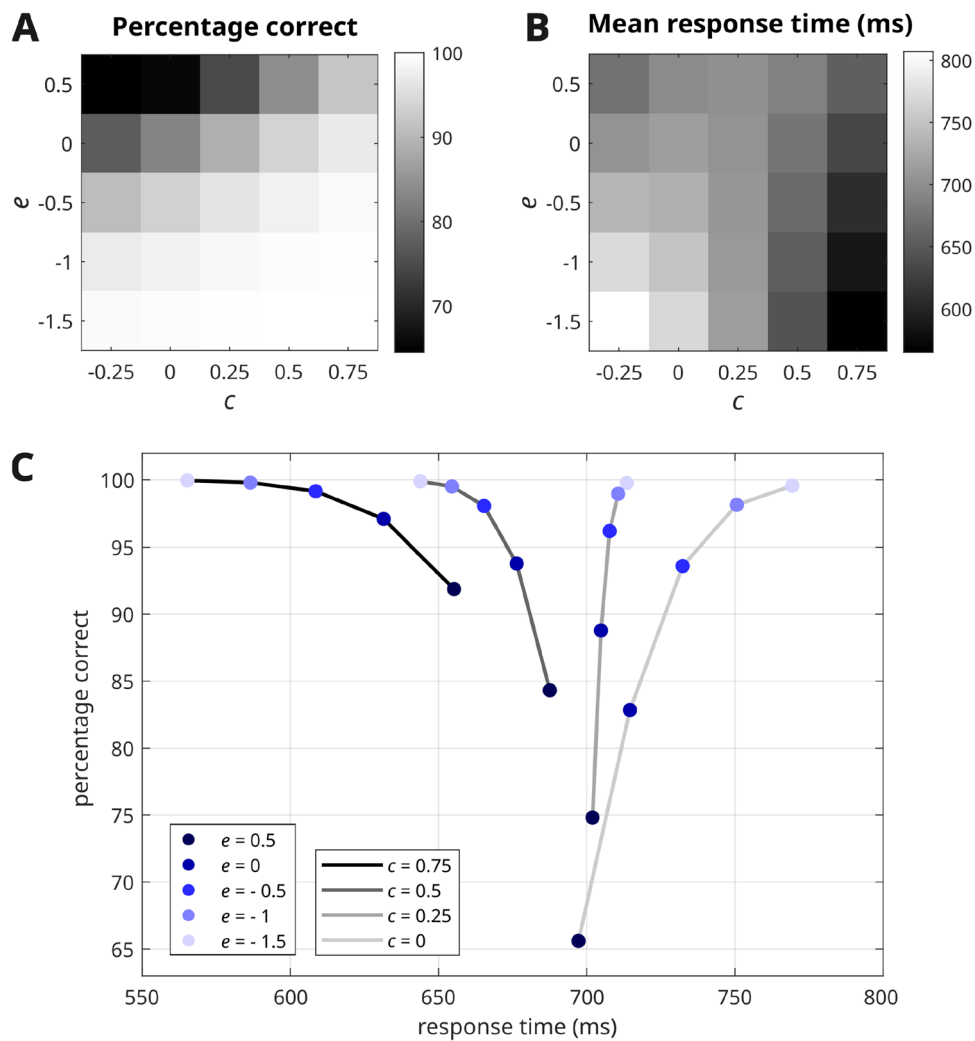 A
Percentage correct
0.5
0
-0.5
-1
-1.5
e
-0.25 0 0.25 0.5 0.75
c
100
90
80
70
B
Mean response time (ms)
0.5
0
-0.5
-1
-1.5
e
-0.25 0 0.25 0.5 0.75
c
800
750
700
650
600
C
100
95
90
85
80
75
70
65
percentage correct
e = 0.5
e = 0
e = - 0.5
e = - 1
e = - 1.5
c = 0.75
c = 0.5
c = 0.25
c = 0
550 600 650 700 750 800
response time (ms)